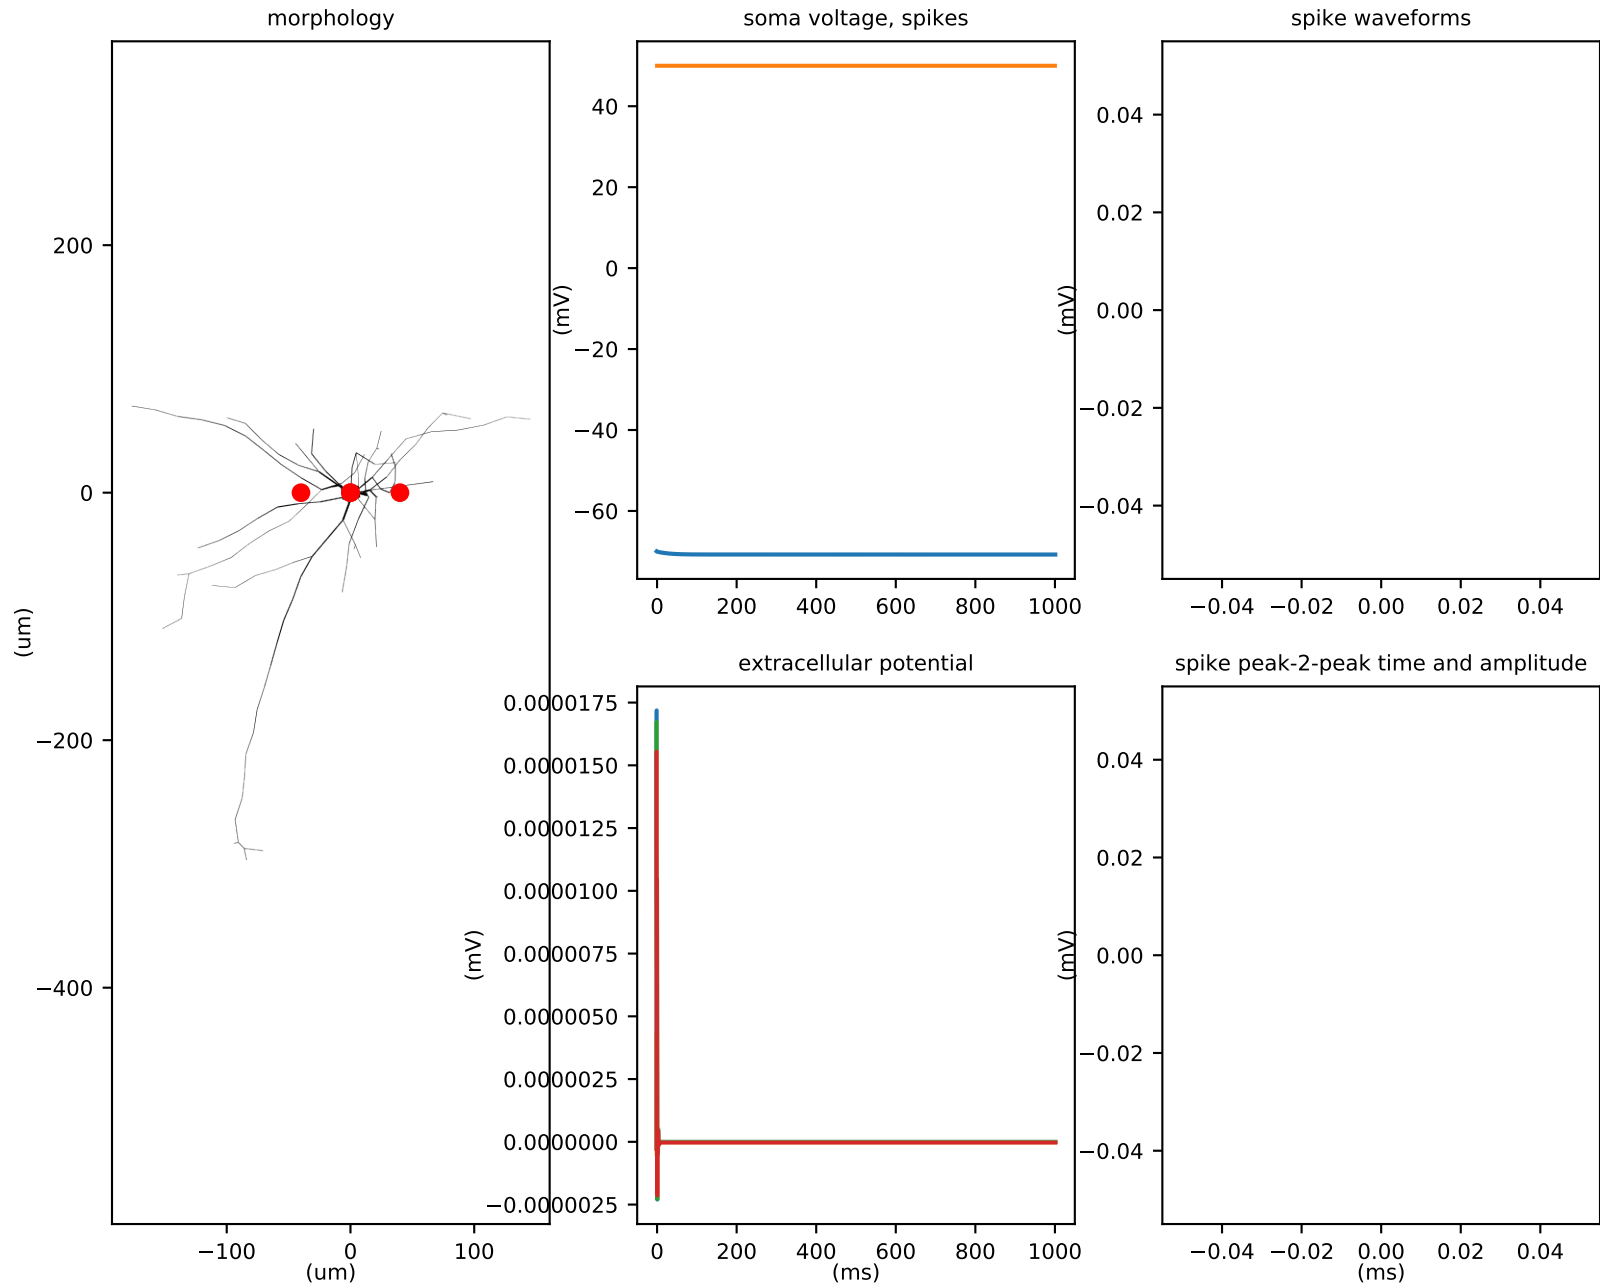 morphology
200
0
−200
−400
(um)
−100 0 100
(um)
soma voltage, spikes
40
20
0
−20
−40
−60
(mV)
0 200 400 600 800 1000
spike waveforms
0.04
0.02
0.00
−0.02
−0.04
(mV)
−0.04 −0.02 0.00 0.02 0.04
extracellular potential
0.0000175
0.0000150
0.0000125
0.0000100
0.0000075
0.0000050
0.0000025
0.0000000
−0.0000025
(mV)
0 200 400 600 800 1000
(ms)
spike peak-2-peak time and amplitude
0.04
0.02
0.00
−0.02
−0.04
(mV)
−0.04 −0.02 0.00 0.02 0.04
(ms)